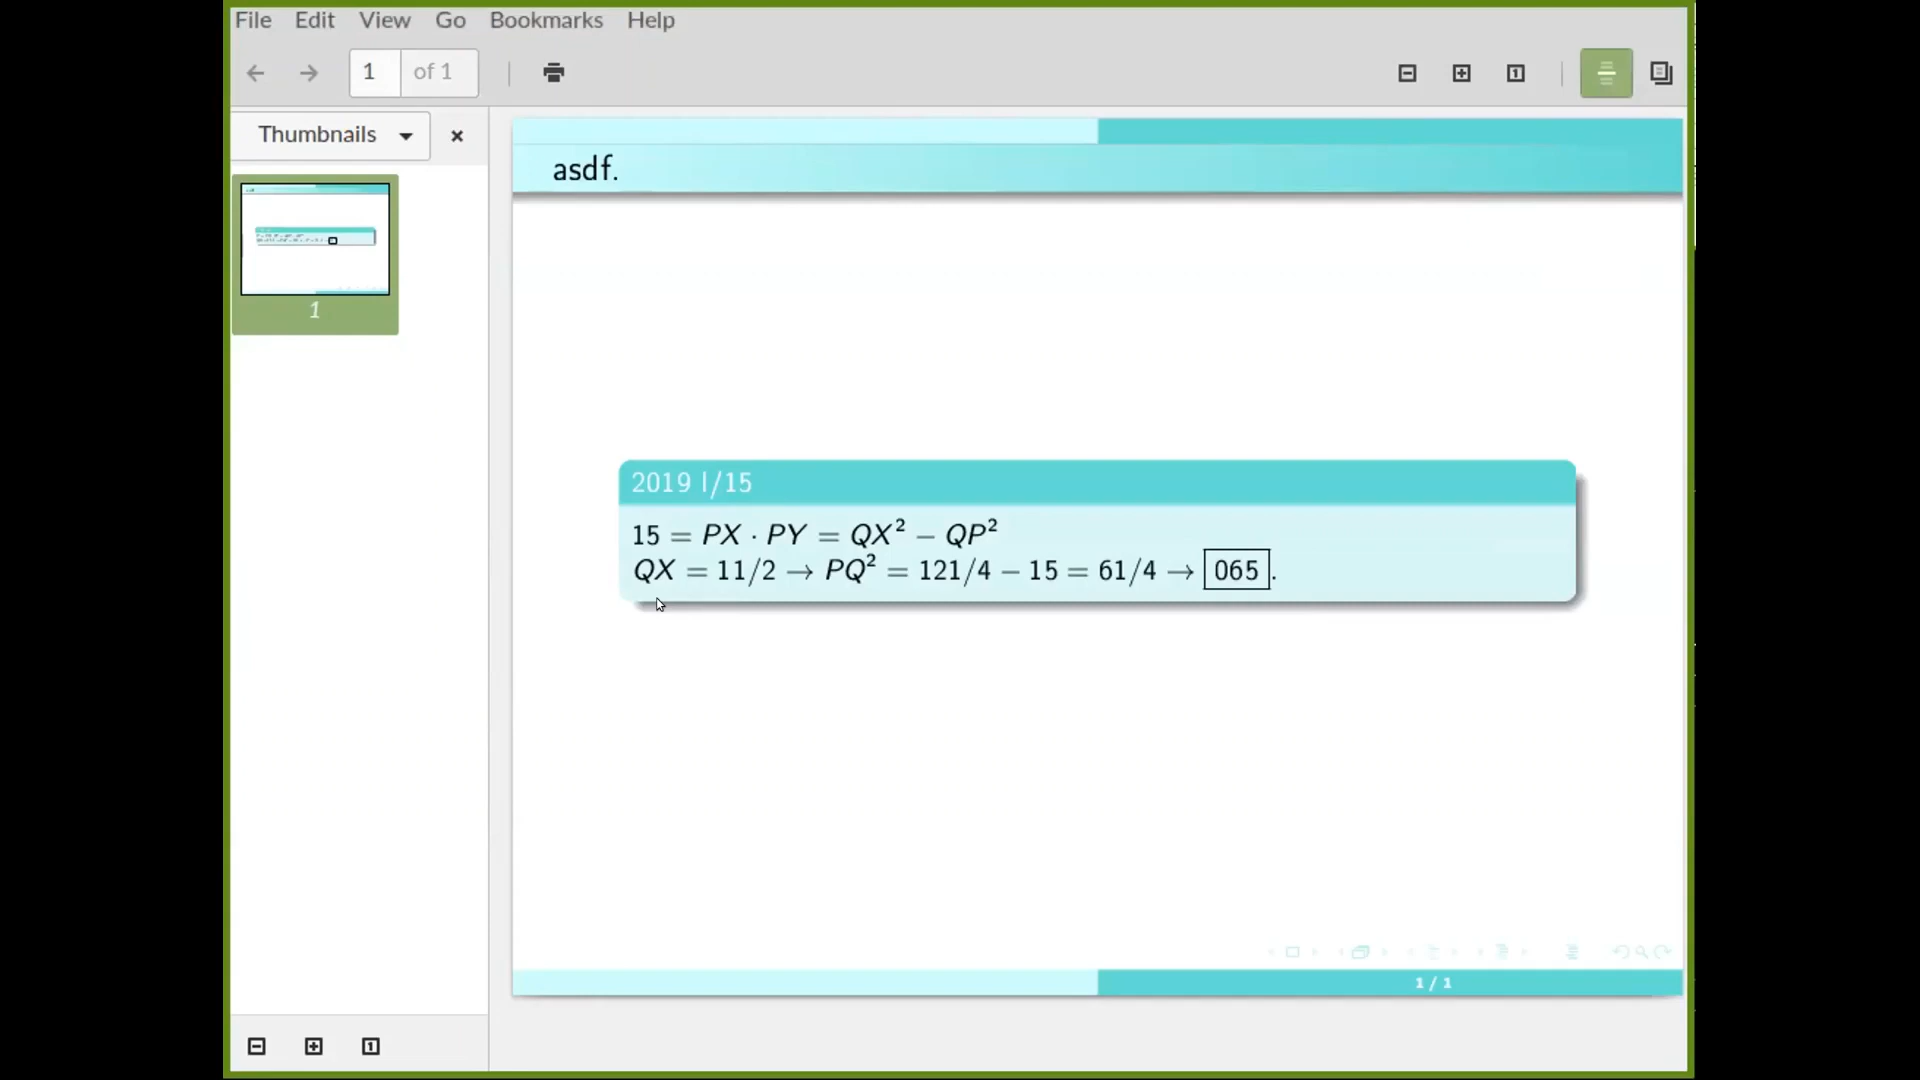 File Edit View Go Bookmarks Help
1 of 1
Thumbnails
1
asdf.
2019 I/15
15 = PX · PY = QX² − QP²
QX = 11/2 → PQ² = 121/4 − 15 = 61/4 → 065.
1 / 1